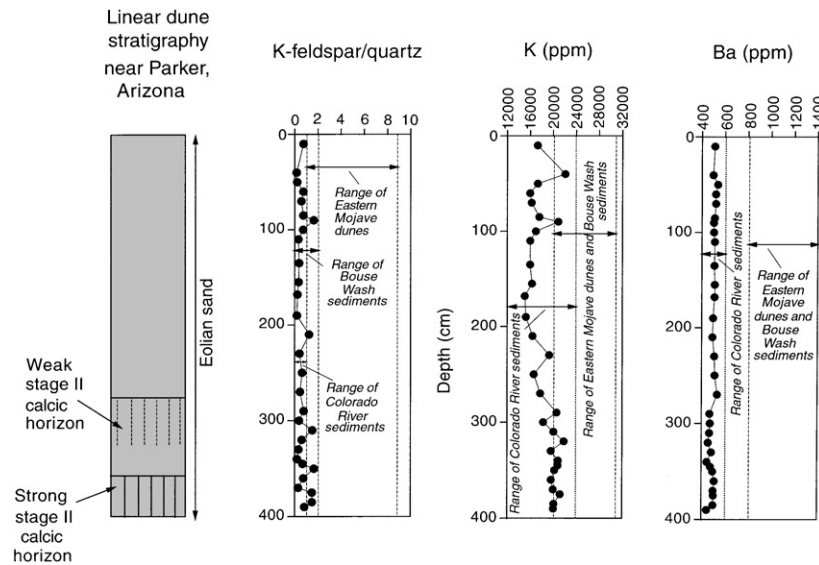 Linear dune
stratigraphy
near Parker,
Arizona
Eolian sand
Weak
stage II
calcic
horizon
Strong
stage II
calcic
horizon
K-feldspar/quartz
0 2 4 6 8 10
0
100
200
300
400
Range of
Eastern
Mojave
dunes
Range of
Bouse
Wash
sediments
Range of
Colorado
River
sediments
K (ppm)
12000
16000
20000
24000
28000
32000
Depth (cm)
0
100
200
300
400
Range of Colorado River sediments
Range of Eastern Mojave dunes and Bouse Wash
sediments
Ba (ppm)
400
600
800
1000
1200
1400
0
100
200
300
400
Range of Colorado River sediments
Range of
Eastern
Mojave
dunes and
Bouse
Wash
sediments